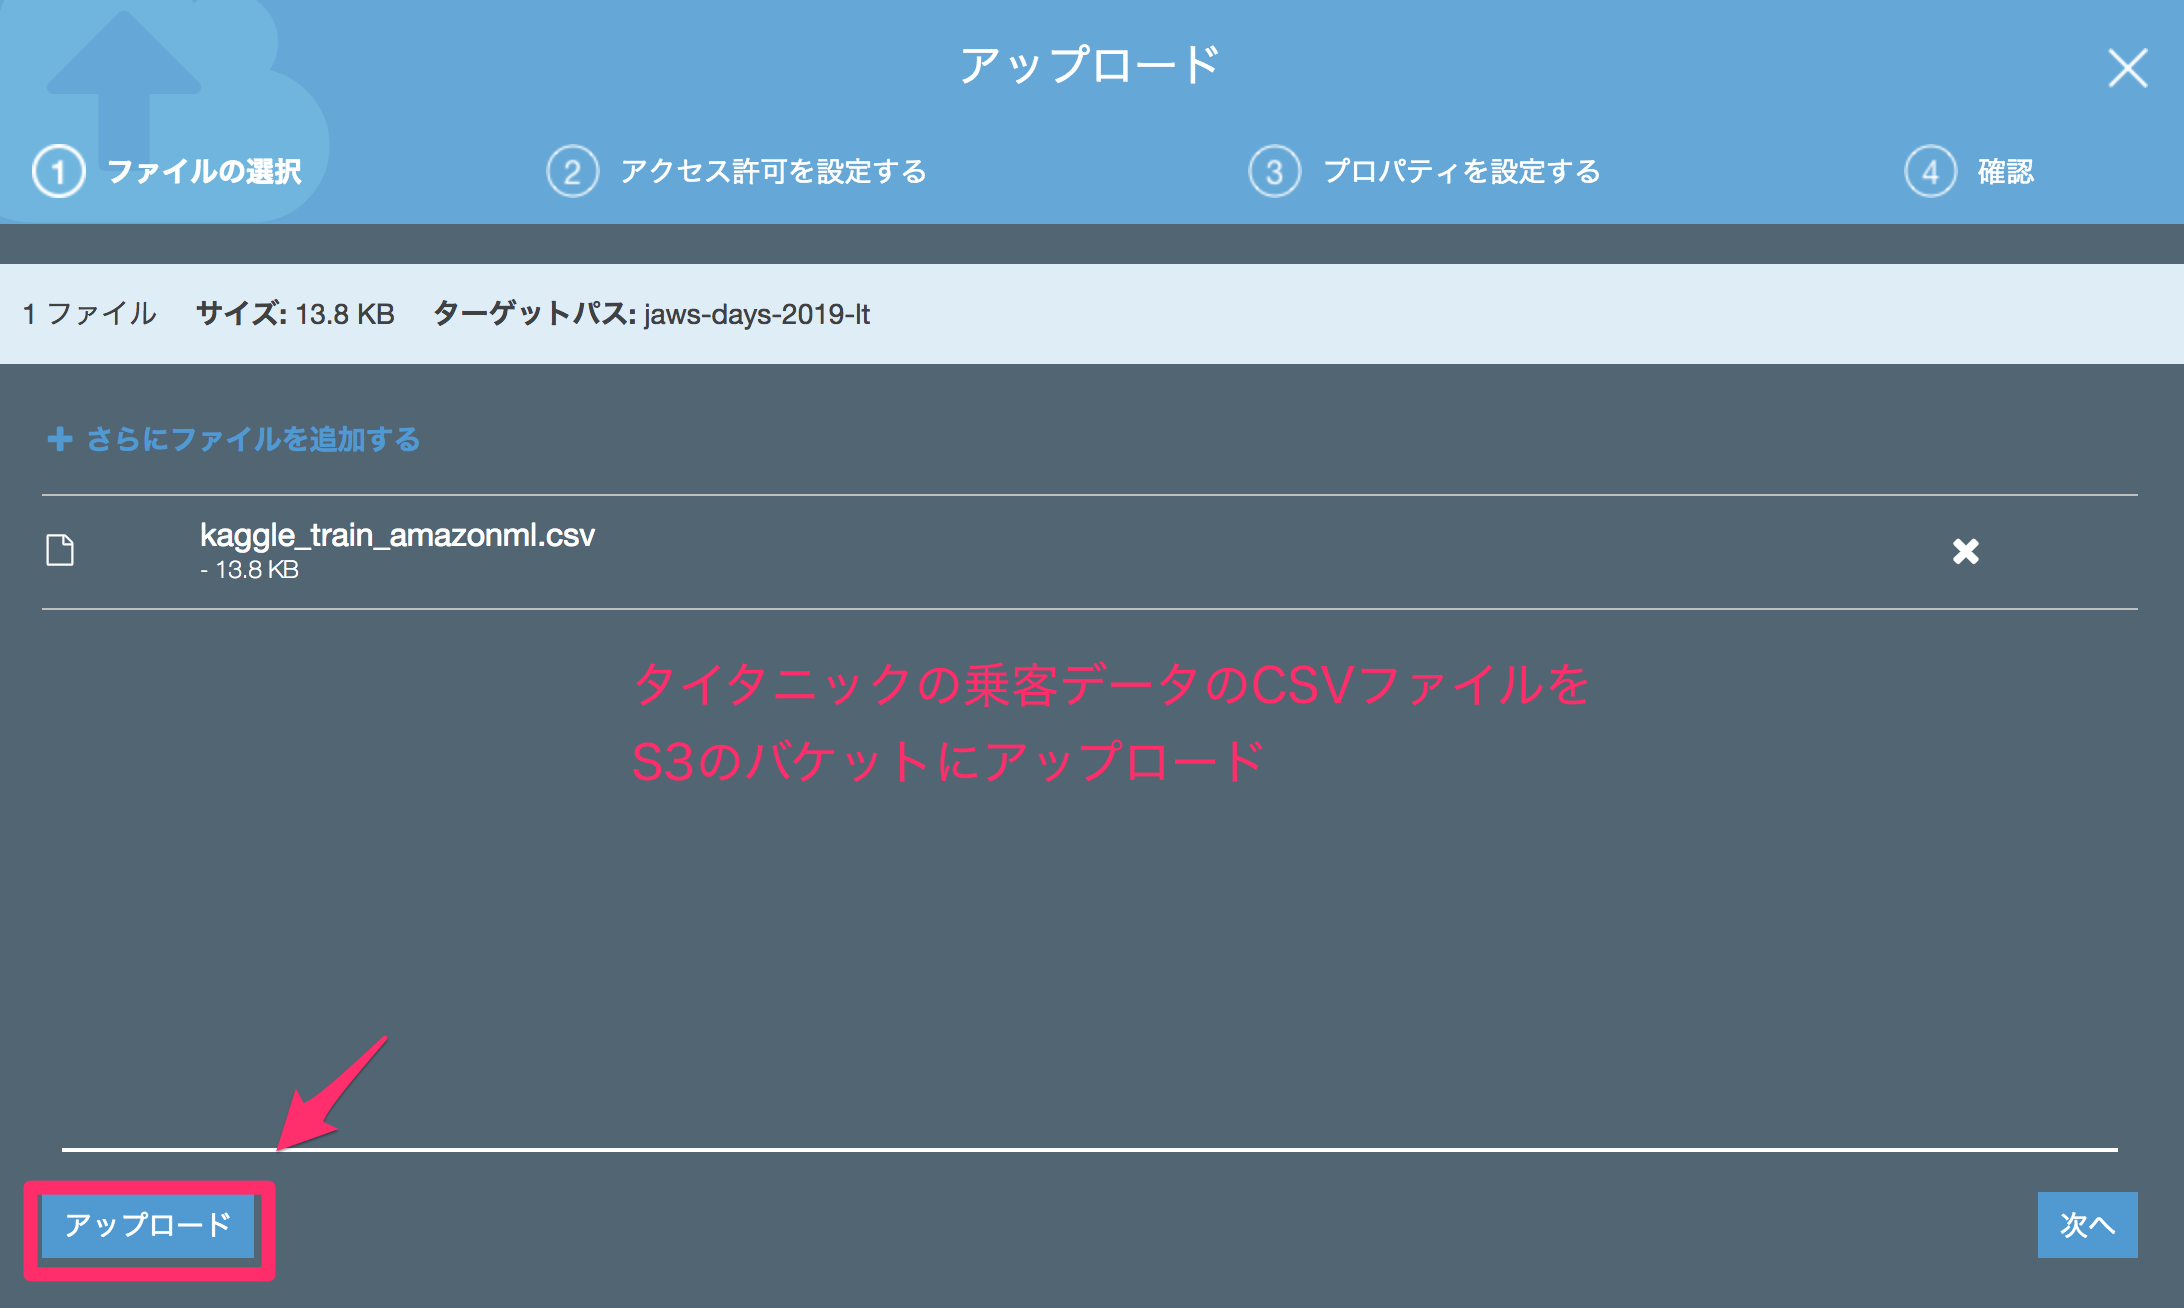 アップロード
1 ファイルの選択 2 アクセス許可を設定する 3 プロパティを設定する 4 確認
1 ファイル サイズ: 13.8 KB ターゲットパス: jaws-days-2019-lt
さらにファイルを追加する
kaggle_train_amazonml.csv
- 13.8 KB
タイタニックの乗客データのCSVファイルを
S3のバケットにアップロード
アップロード 次へ